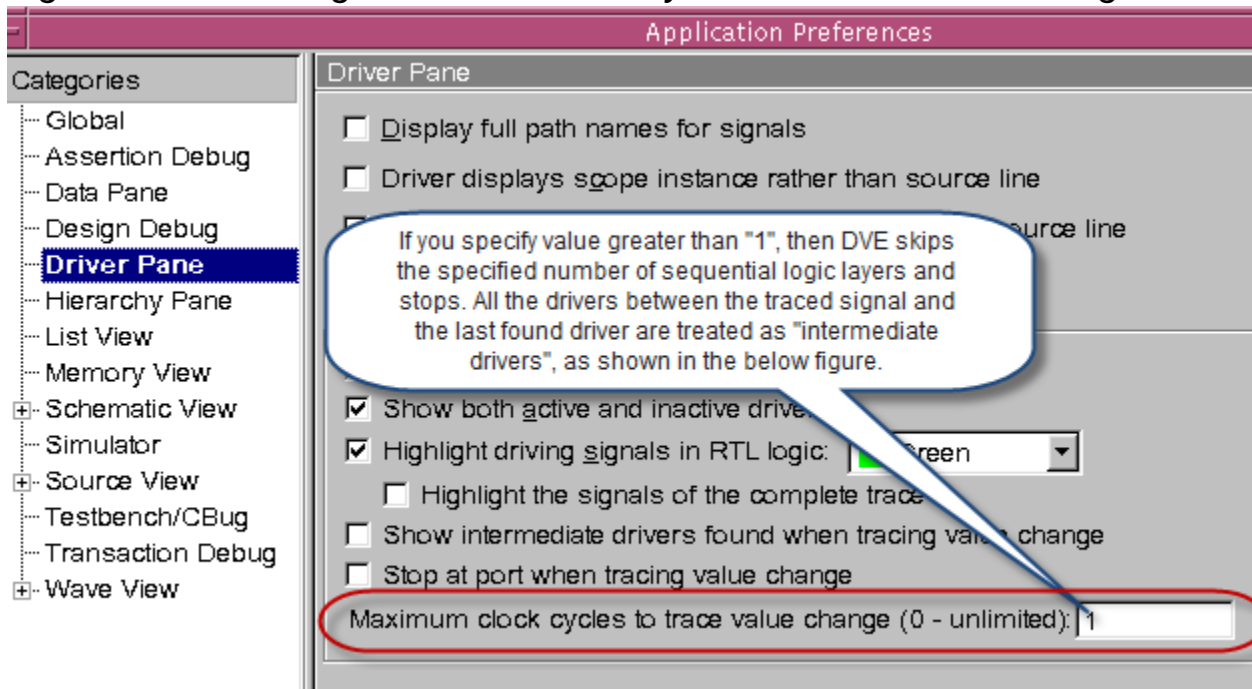 Application Preferences
Categories
Global
Assertion Debug
Data Pane
Design Debug
Driver Pane
Hierarchy Pane
List View
Memory View
Schematic View
Simulator
Source View
Testbench/CBug
Transaction Debug
Wave View
Driver Pane
Display full path names for signals
Driver displays scope instance rather than source line
source line
If you specify value greater than "1", then DVE skips
the specified number of sequential logic layers and
stops. All the drivers between the traced signal and
the last found driver are treated as "intermediate
drivers", as shown in the below figure.
Show both active and inactive
Highlight driving signals in RTL logic: Green
Highlight the signals of the complete trace
Show intermediate drivers found when tracing value change
Stop at port when tracing value change
Maximum clock cycles to trace value change (0 - unlimited): 1